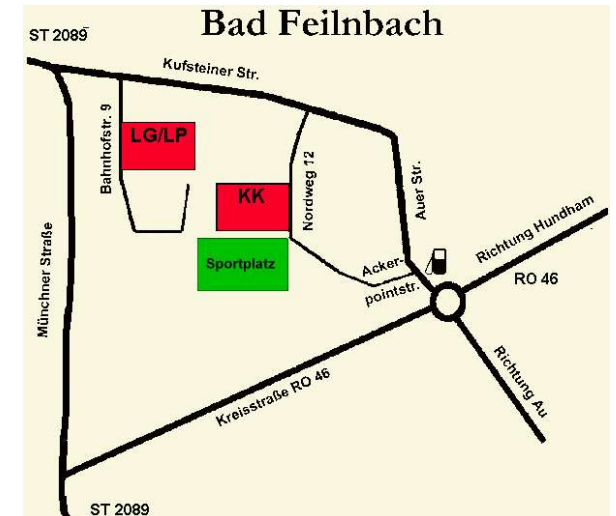 Bad Feilnbach
ST 2089
Kufsteiner Str.
Bahnhofstr. 9
LG/LP
KK
Nordweg 12
Auer Str.
Sportplatz
Acker-
pointstr.
Richtung Hundham
RO 46
Münchner Straße
Kreisstraße RO 46
Richtung Au
ST 2089